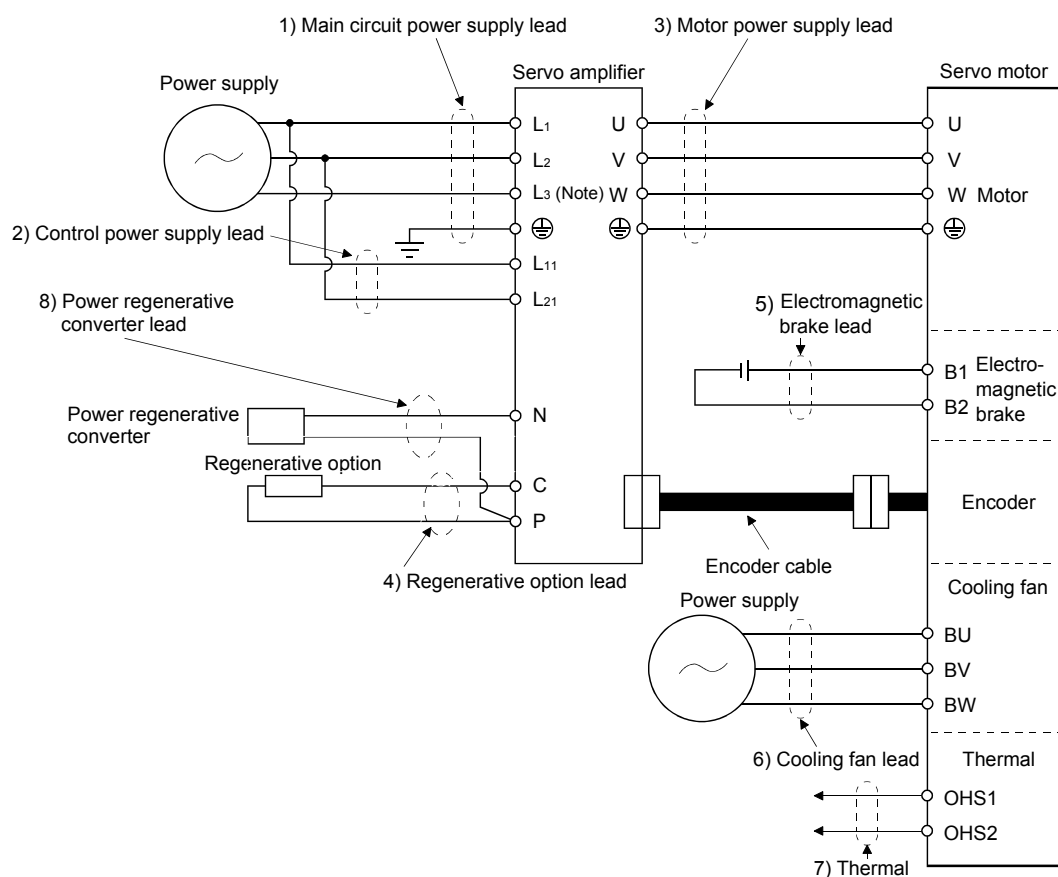 1) Main circuit power supply lead
3) Motor power supply lead
Power supply
Servo amplifier
Servo motor
L1 U U
L2 V V
L3 (Note) W W Motor
2) Control power supply lead
L11
L21
8) Power regenerative
converter lead
5) Electromagnetic
brake lead
B1 Electro-
magnetic
B2 brake
Power regenerative
converter
N
Regenerative option
C
P
Encoder
Encoder cable
4) Regenerative option lead
Cooling fan
Power supply
BU
BV
BW
6) Cooling fan lead
Thermal
OHS1
OHS2
7) Thermal